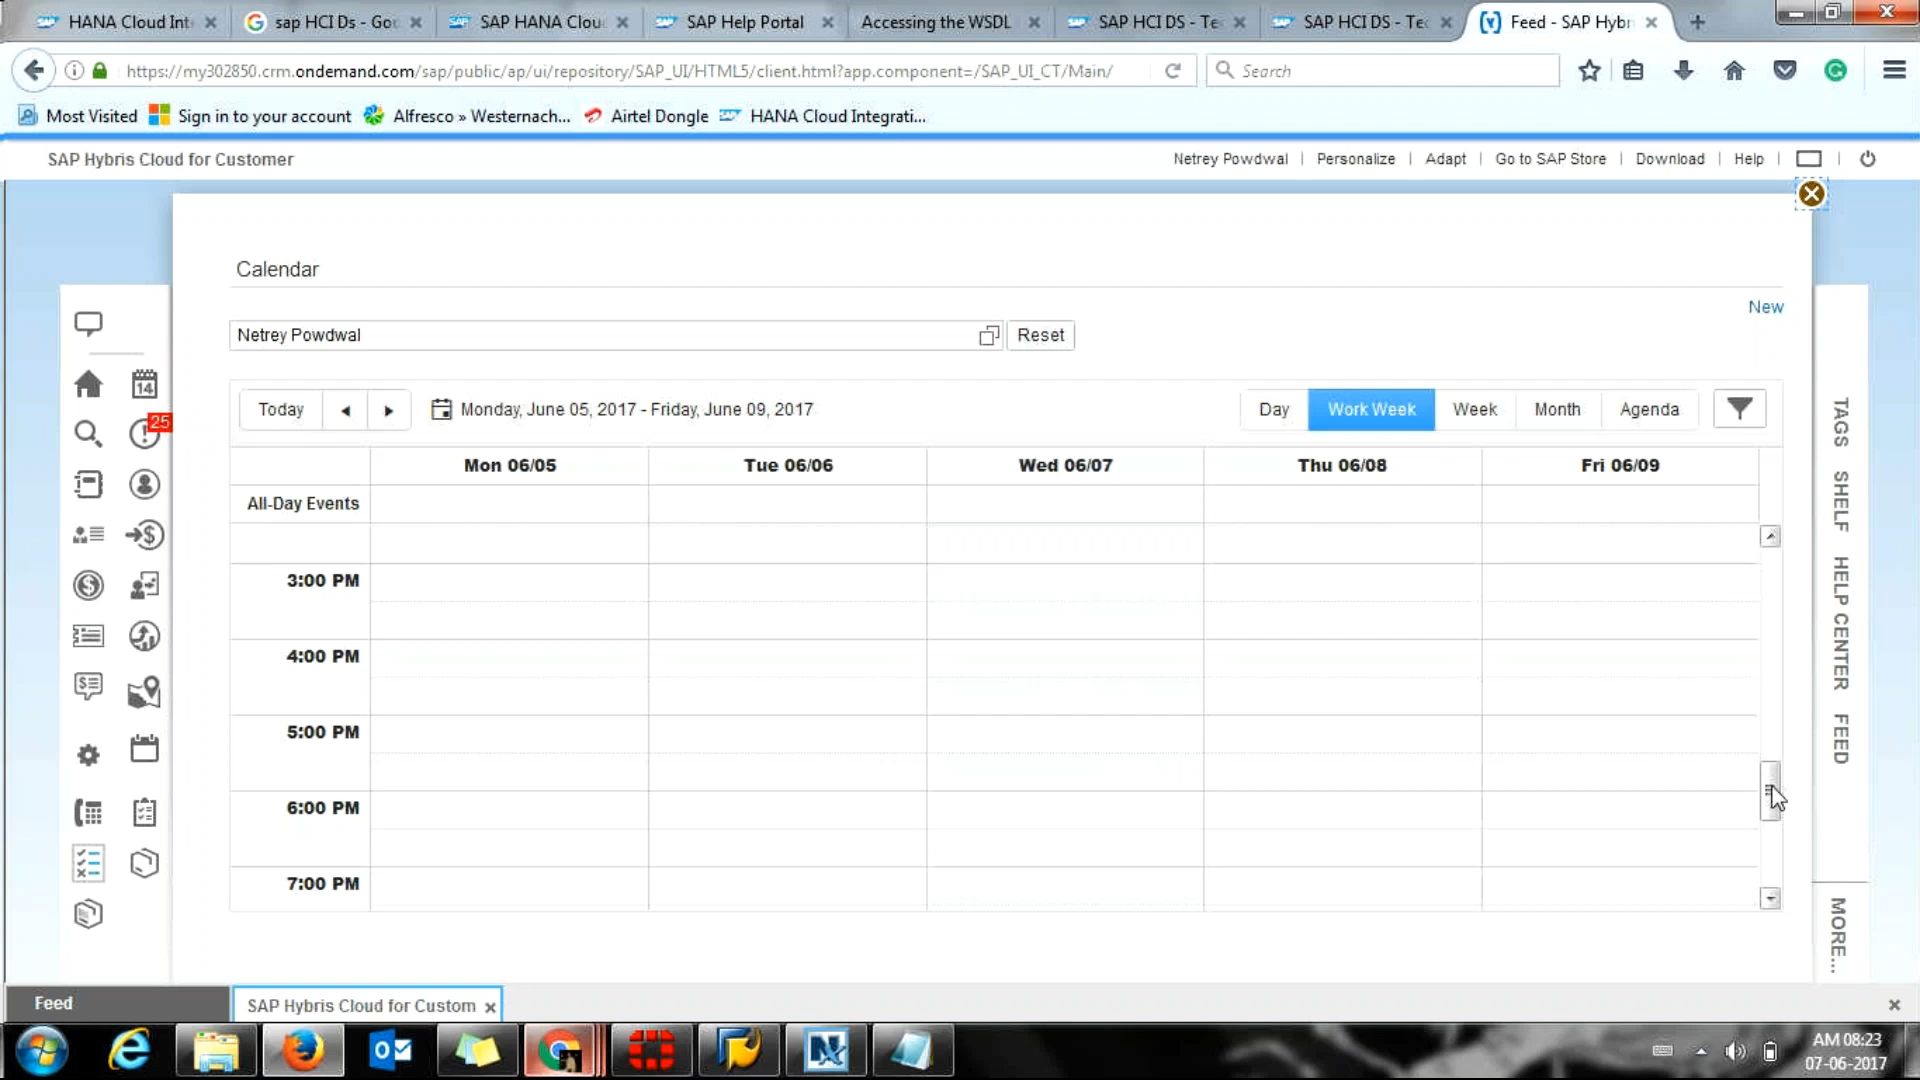 HANA Cloud Int
sap HCI Ds - Go
SAP HANA Clou
SAP Help Portal
Accessing the WSDL
SAP HCI DS - Te
SAP HCI DS - Te
Feed - SAP Hybr
https://my302850.crm.ondemand.com/sap/public/ap/ui/repository/SAP_UI/HTML5/client.html?app.component=/SAP_UI_CT/Main/
Search
Most Visited
Sign in to your account
Alfresco » Westernach...
Airtel Dongle
HANA Cloud Integrati...
SAP Hybris Cloud for Customer
Netrey Powdwal
Personalize
Adapt
Go to SAP Store
Download
Help
Calendar
New
Netrey Powdwal
Reset
Today
Monday, June 05, 2017 - Friday, June 09, 2017
Day
Work Week
Week
Month
Agenda
Mon 06/05
Tue 06/06
Wed 06/07
Thu 06/08
Fri 06/09
All-Day Events
3:00 PM
4:00 PM
5:00 PM
6:00 PM
7:00 PM
14
25
TAGS
SHELF
HELP CENTER
FEED
MORE...
Feed
SAP Hybris Cloud for Custom
AM 08:23
07-06-2017